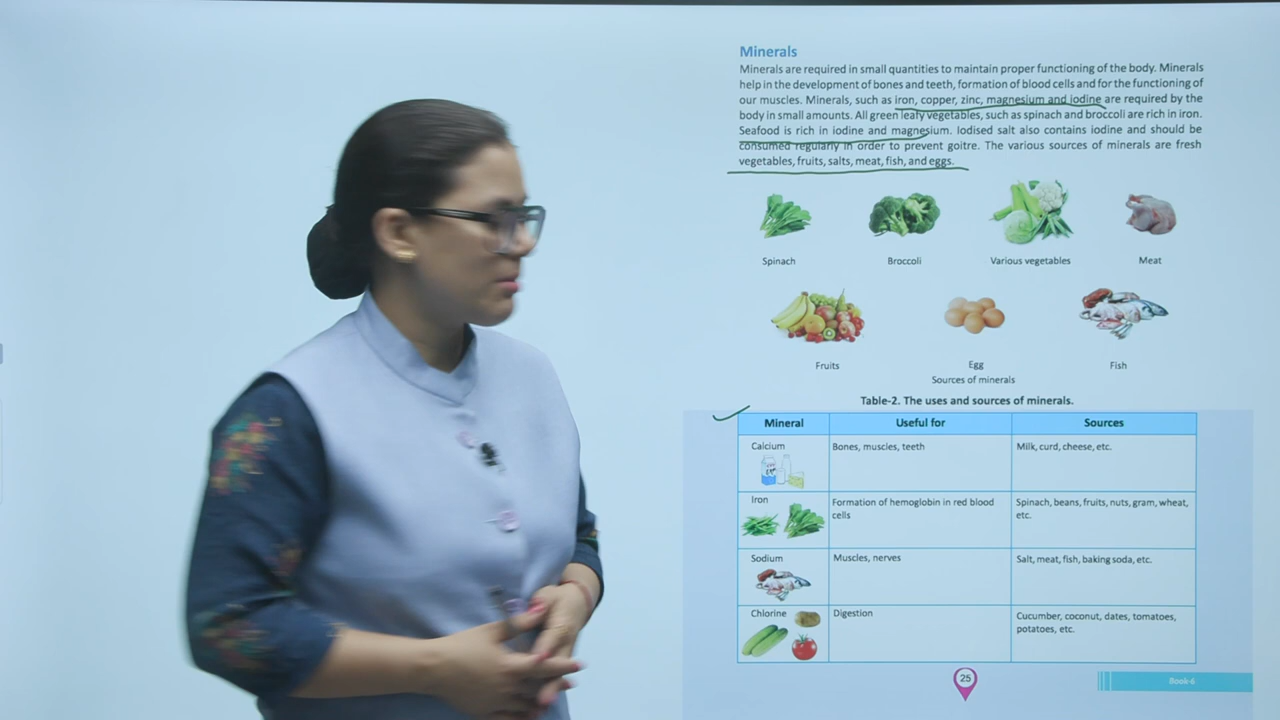 Minerals
Minerals are required in small quantities to maintain proper functioning of the body. Minerals
help in the development of bones and teeth, formation of blood cells and for the functioning of
our muscles. Minerals, such as iron, copper, zinc, magnesium and iodine are required by the
body in small amounts. All green leafy vegetables, such as spinach and broccoli are rich in iron.
Seafood is rich in iodine and magnesium. Iodised salt also contains iodine and should be
consumed regularly in order to prevent goitre. The various sources of minerals are fresh
vegetables, fruits, salts, meat, fish, and eggs.
Spinach
Broccoli
Various vegetables
Meat
Fruits
Egg
Fish
Sources of minerals
Table-2. The uses and sources of minerals.
Mineral
Useful for
Sources
Calcium
Bones, muscles, teeth
Milk, curd, cheese, etc.
Iron
Formation of hemoglobin in red blood
cells
Spinach, beans, fruits, nuts, gram, wheat,
etc.
Sodium
Muscles, nerves
Salt, meat, fish, baking soda, etc.
Chlorine
Digestion
Cucumber, coconut, dates, tomatoes,
potatoes, etc.
25
Book-6